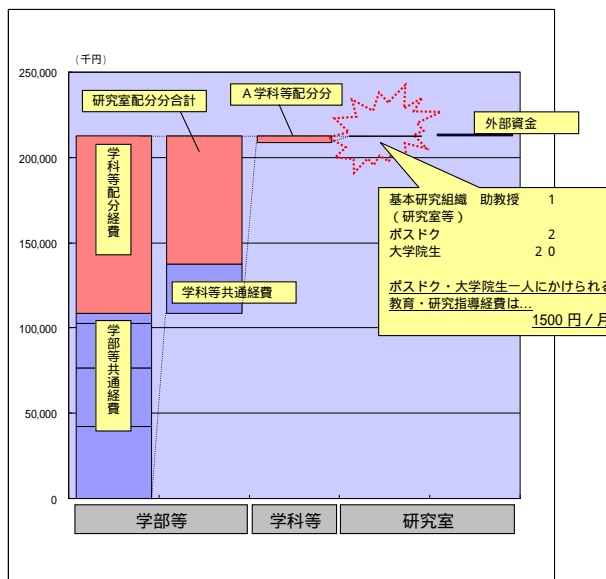 (千円)
250,000
200,000
150,000
100,000
50,000
0
研究室配分分合計
A学科等配分分
外部資金
学科等配分経費
学科等共通経費
学部等共通経費
基本研究組織　助教授　1
(研究室等)
ポスドク　2
大学院生　20
ポスドク・大学院生一人にかけられる
教育・研究指導経費は...
1500円/月
学部等
学科等
研究室